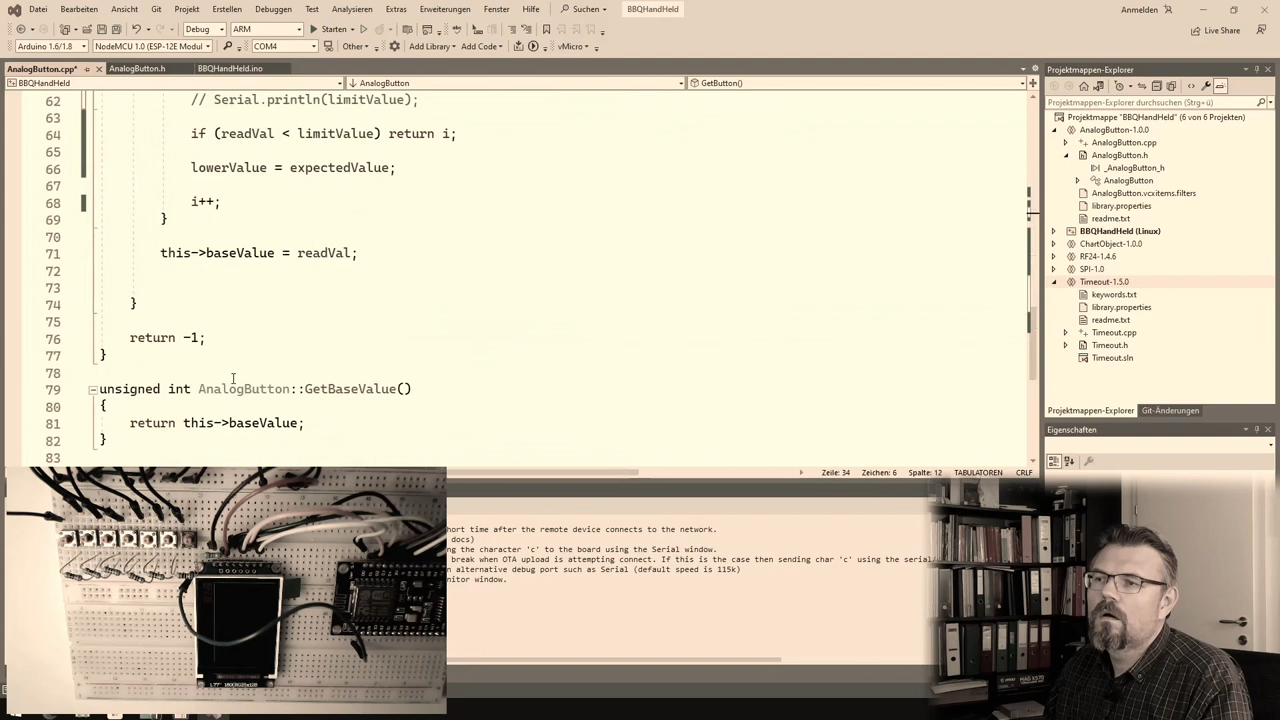 Datei Bearbeiten Ansicht Git Projekt Erstellen Debuggen Test Analysieren Extras Erweiterungen Fenster Hilfe Suchen BBQHandHeld Anmelden
Debug ARM Starten Live Share
Arduino 1.6/1.8 NodeMCU 1.0 (ESP-12E Modul) COM4 Other Add Library Add Code vMicro
AnalogButton.cpp* AnalogButton.h BBQHandHeld.ino
BBQHandHeld AnalogButton GetButton()
62 // Serial.println(limitValue);
63
64 if (readVal < limitValue) return i;
65
66 lowerValue = expectedValue;
67
68 i++;
69 }
70
71 this->baseValue = readVal;
72
73
74 }
75
76 return -1;
77 }
78
79 unsigned int AnalogButton::GetBaseValue()
80 {
81 return this->baseValue;
82 }
83
Zeile: 34 Zeichen: 6 Spalte: 12 TABULATOREN CRLF
hort time after the remote device connects to the network.
docs)
ng the character 'c' to the board using the Serial window.
break when OTA upload is attempting connect. If this is the case then sending char 'c' using the serial/
n alternative debug port such as Serial (default speed is 115k)
nitor window.
Projektmappen-Explorer
Projektmappen-Explorer durchsuchen (Strg+ü)
Projektmappe "BBQHandHeld" (6 von 6 Projekten)
AnalogButton-1.0.0
AnalogButton.cpp
AnalogButton.h
_AnalogButton_h
AnalogButton
AnalogButton.vcxitems.filters
library.properties
readme.txt
BBQHandHeld (Linux)
ChartObject-1.0.0
RF24-1.4.6
SPI-1.0
Timeout-1.5.0
keywords.txt
library.properties
readme.txt
Timeout.cpp
Timeout.h
Timeout.sln
Projektmappen-Explorer Git-Änderungen
Eigenschaften